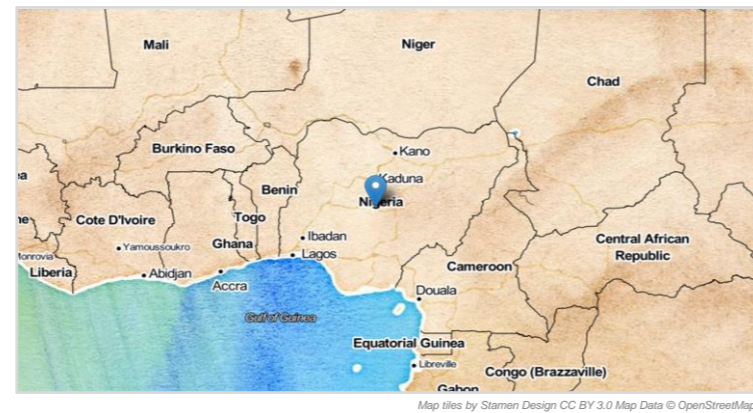 Mali
Niger
Chad
Burkino Faso
Kano
Kaduna
Benin
Nigeria
Cote D'Ivoire
Togo
Yamoussoukro
Ghana
Ibadan
Lagos
Central African
Republic
Monrovia
Liberia
Abidjan
Accra
Cameroon
Douala
Gulf of Guinea
Equatorial Guinea
Libreville
Congo (Brazzaville)
Gabon
Map tiles by Stamen Design CC BY 3.0 Map Data © OpenStreetMap